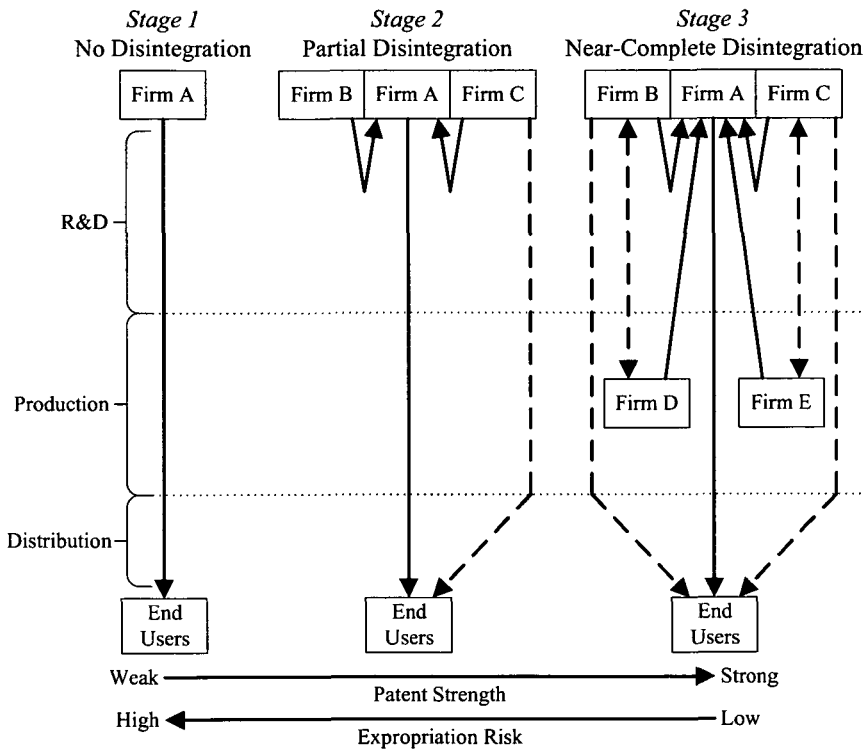 Stage 1
No Disintegration
Stage 2
Partial Disintegration
Stage 3
Near-Complete Disintegration
Firm A
Firm B
Firm A
Firm C
Firm B
Firm A
Firm C
R&D
Firm D
Firm E
Production
Distribution
End
Users
End
Users
End
Users
Weak
Strong
Patent Strength
High
Low
Expropriation Risk